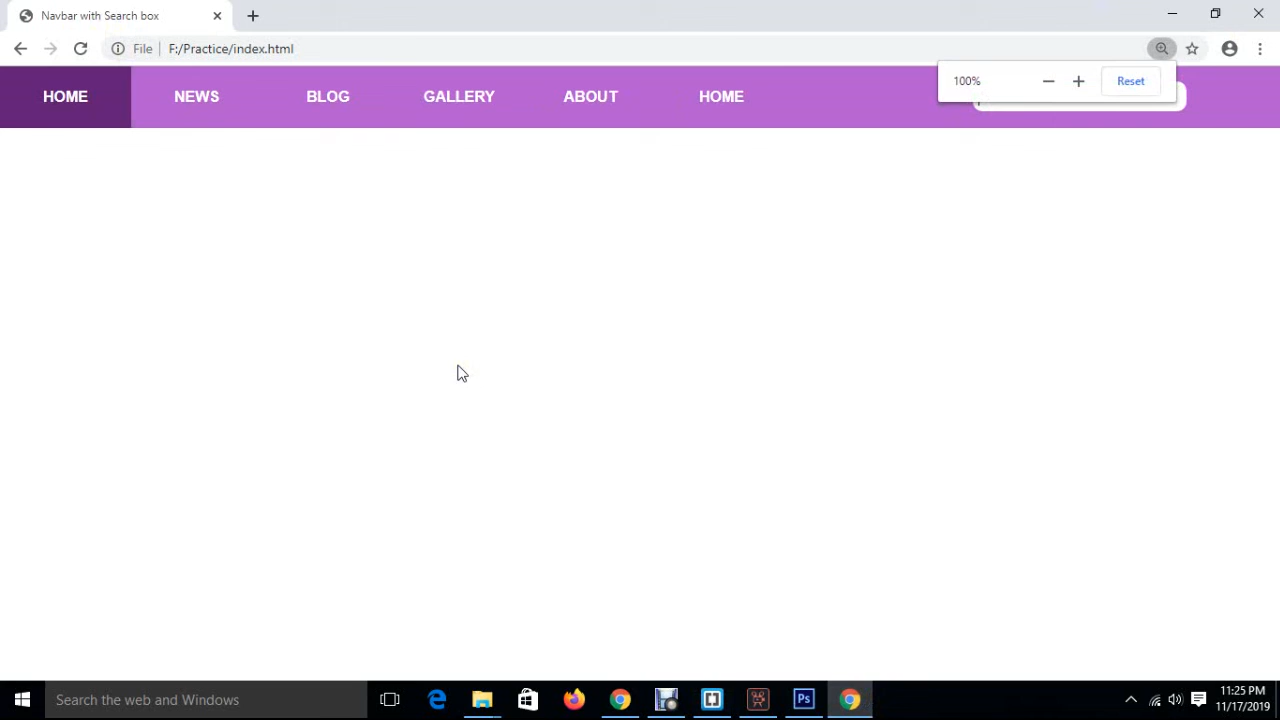 Navbar with Search box
File F:/Practice/index.html
100% Reset
HOME NEWS BLOG GALLERY ABOUT HOME
Search the web and Windows
Ps
11:25 PM
11/17/2019